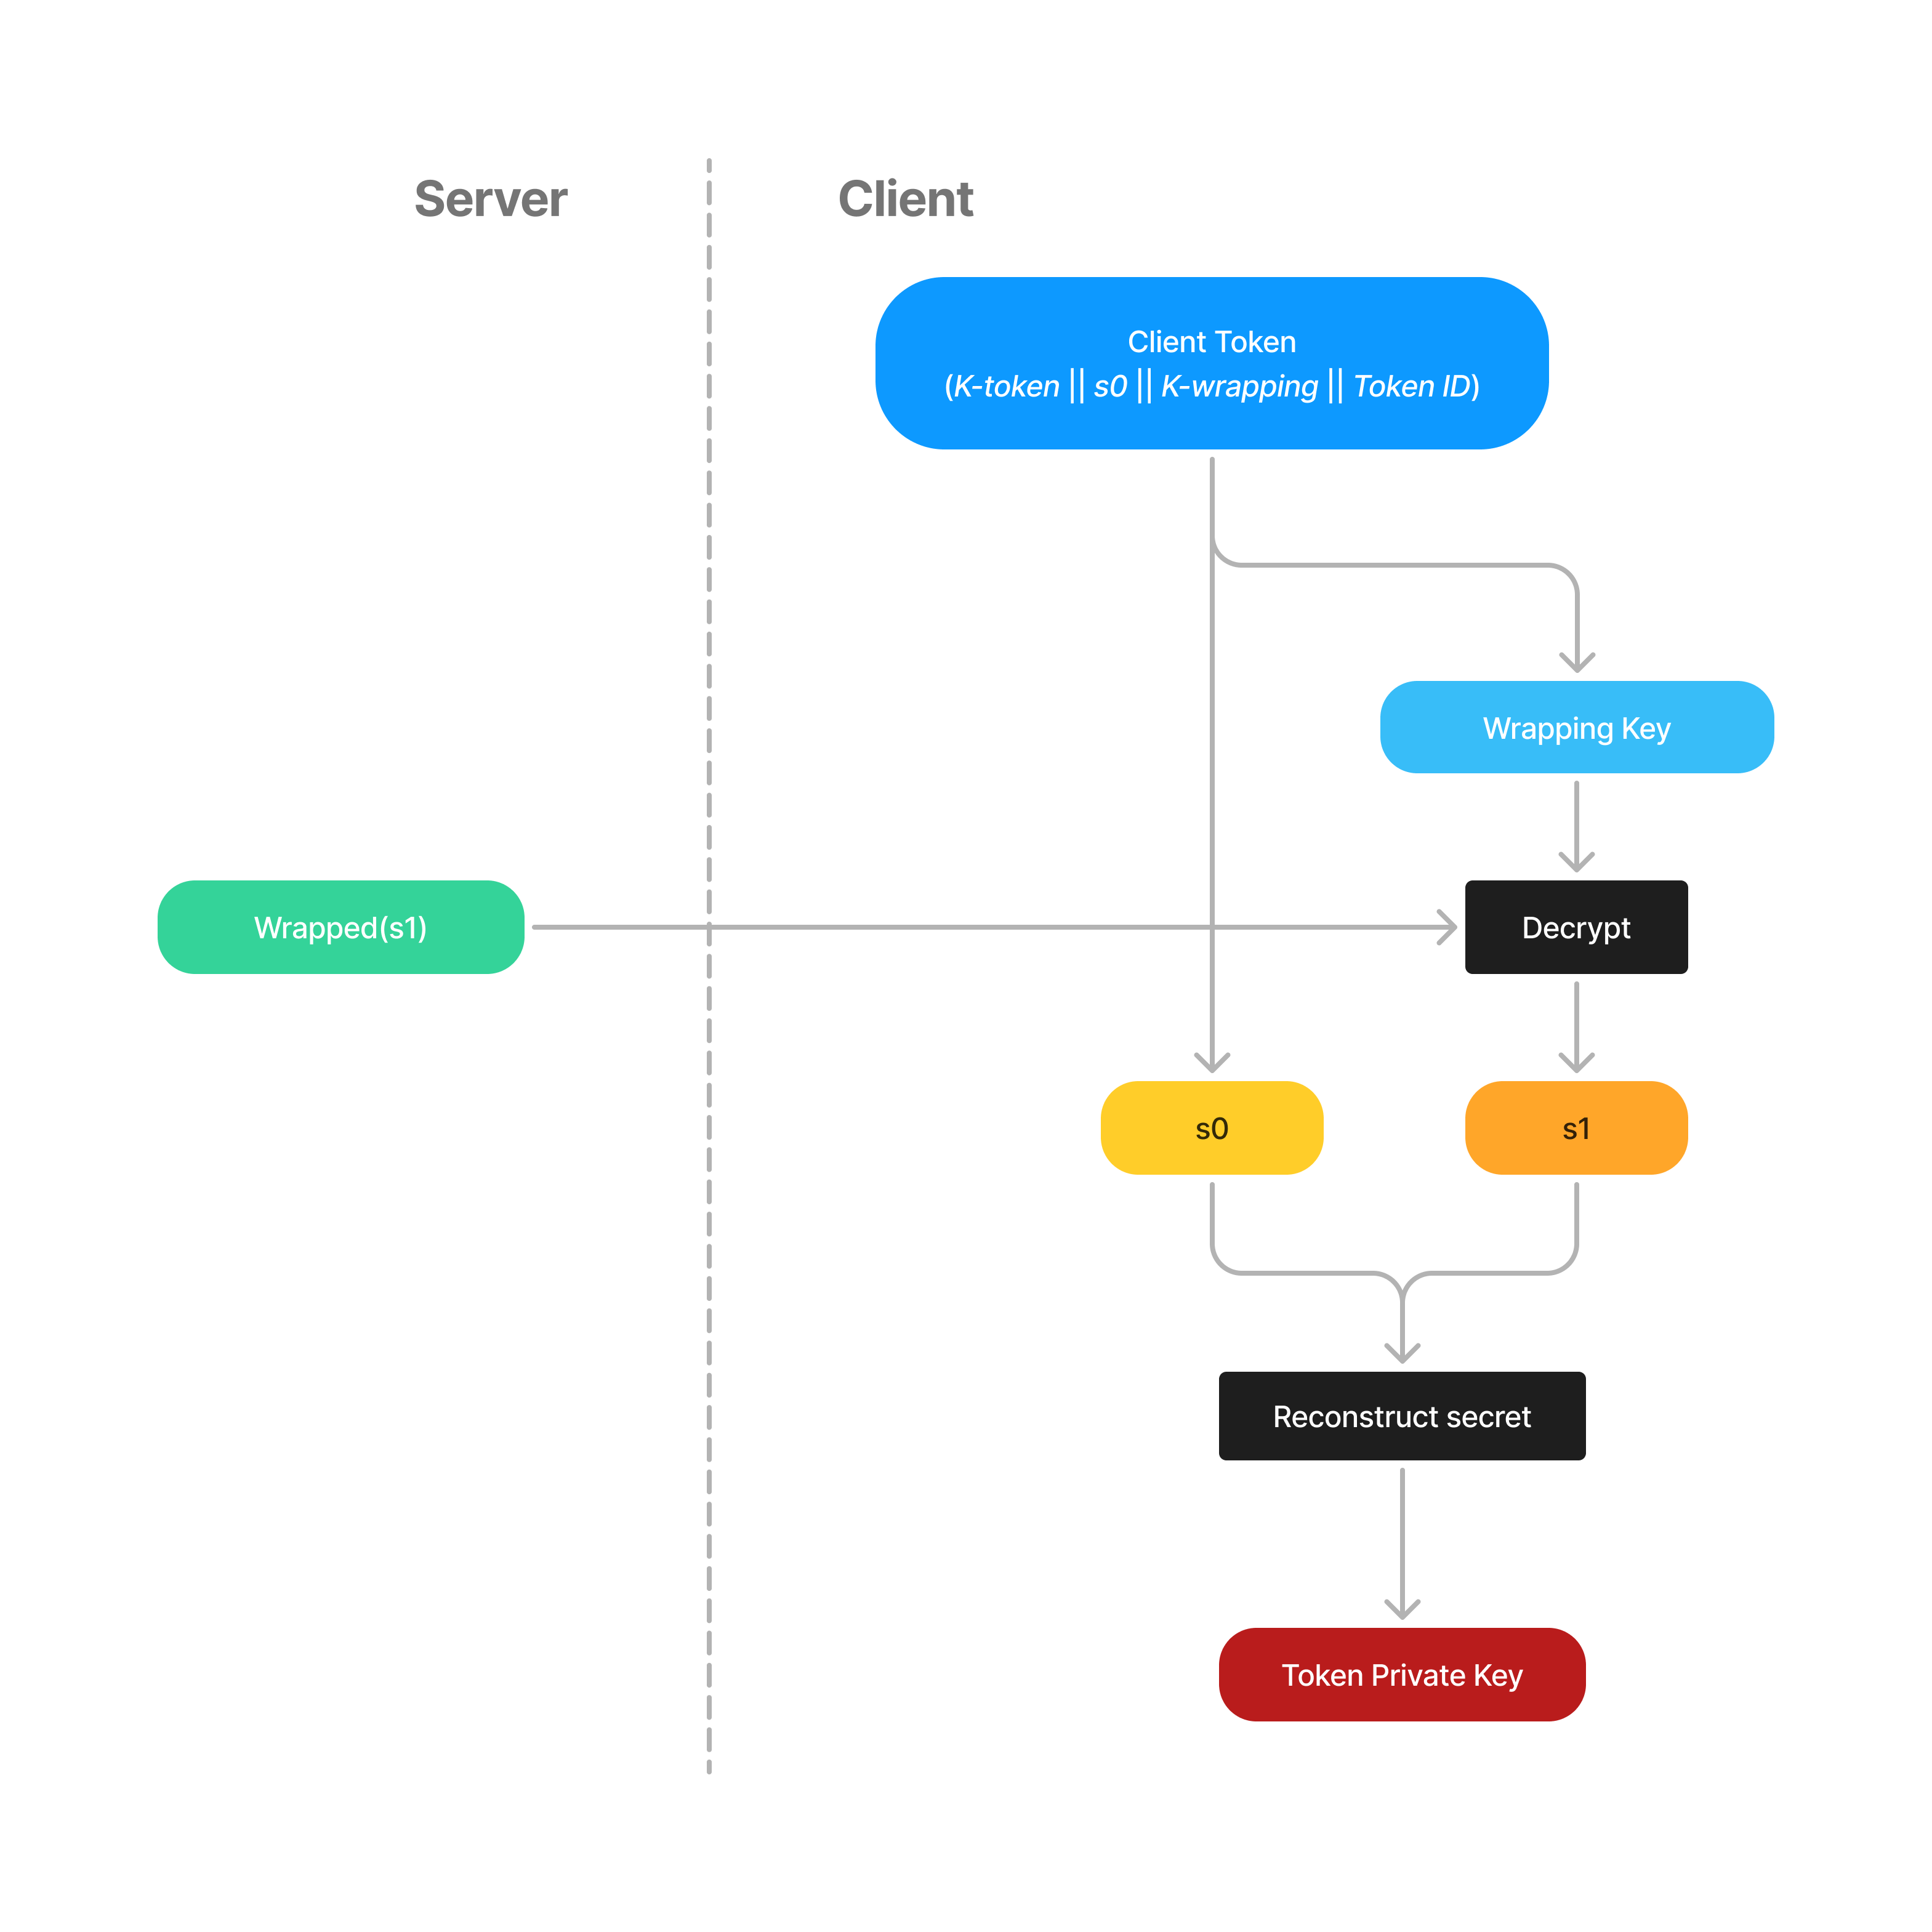 Server
Client
Client Token
(K-token || s0 || K-wrapping || Token ID)
Wrapping Key
Wrapped(s1)
Decrypt
s0
s1
Reconstruct secret
Token Private Key